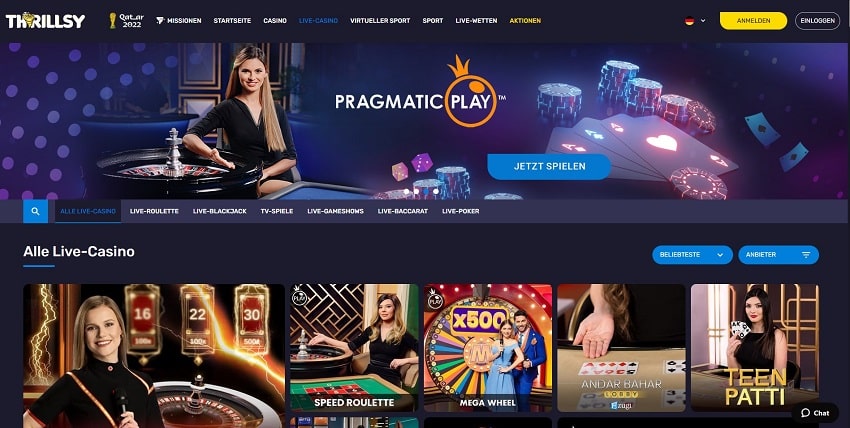 THRILLSY
Qatar 2022
MISSIONEN STARTSEITE CASINO LIVE-CASINO VIRTUELLER SPORT SPORT LIVE-WETTEN AKTIONEN ANMELDEN EINLOGGEN
PRAGMATIC PLAY™
JETZT SPIELEN
ALLE LIVE-CASINO LIVE-ROULETTE LIVE-BLACKJACK TV-SPIELE LIVE-GAMESHOWS LIVE-BACCARAT LIVE-POKER
Alle Live-Casino
BELIEBTESTE ANBIETER
16 22 30
100x 100x 500x
PLAY
SPEED ROULETTE
PLAY
x500
M
MEGA WHEEL
ANDAR BAHAR
LOBBY
Ezugi
TEEN
PATTI
Chat